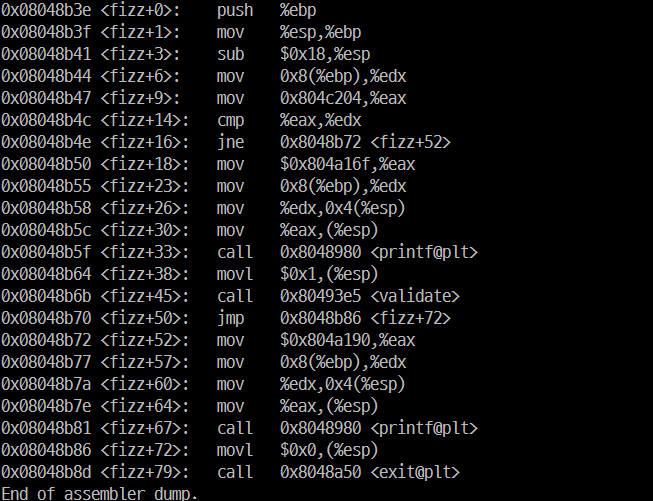 0x08048b3e <fizz+0>: push %ebp
0x08048b3f <fizz+1>: mov %esp,%ebp
0x08048b41 <fizz+3>: sub $0x18,%esp
0x08048b44 <fizz+6>: mov 0x8(%ebp),%edx
0x08048b47 <fizz+9>: mov 0x804c204,%eax
0x08048b4c <fizz+14>: cmp %eax,%edx
0x08048b4e <fizz+16>: jne 0x8048b72 <fizz+52>
0x08048b50 <fizz+18>: mov $0x804a16f,%eax
0x08048b55 <fizz+23>: mov 0x8(%ebp),%edx
0x08048b58 <fizz+26>: mov %edx,0x4(%esp)
0x08048b5c <fizz+30>: mov %eax,(%esp)
0x08048b5f <fizz+33>: call 0x8048980 <printf@plt>
0x08048b64 <fizz+38>: movl $0x1,(%esp)
0x08048b6b <fizz+45>: call 0x80493e5 <validate>
0x08048b70 <fizz+50>: jmp 0x8048b86 <fizz+72>
0x08048b72 <fizz+52>: mov $0x804a190,%eax
0x08048b77 <fizz+57>: mov 0x8(%ebp),%edx
0x08048b7a <fizz+60>: mov %edx,0x4(%esp)
0x08048b7e <fizz+64>: mov %eax,(%esp)
0x08048b81 <fizz+67>: call 0x8048980 <printf@plt>
0x08048b86 <fizz+72>: movl $0x0,(%esp)
0x08048b8d <fizz+79>: call 0x8048a50 <exit@plt>
End of assembler dump.